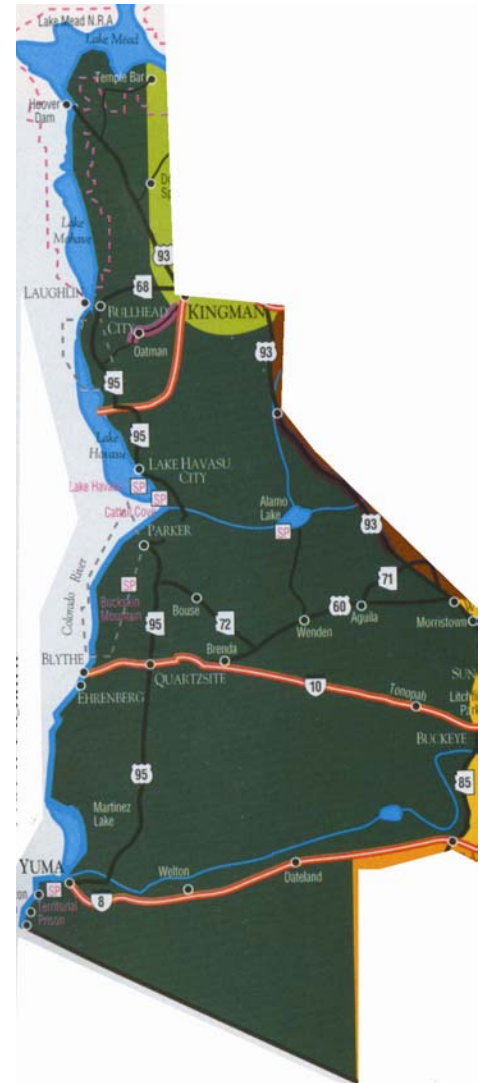 Lake Mead N.R.A
Lake Mead
Temple Bar
Hoover
Dam
Lake
Mohave
93
68
LAUGHLIN
BULLHEAD
CITY
KINGMAN
Oatman
93
95
95
Lake
Havasu
LAKE HAVASU
CITY
Lake Havasu
SP
SP
Cattail Cove
Alamo
Lake
SP
93
PARKER
Colorado River
SP
Buckskin
Mountain
71
Bouse
60
95
72
Aguila
Morristown
Wenden
Brenda
BLYTHE
QUARTZSITE
EHRENBERG
10
Tonopah
SUN
Litch
BUCKEYE
95
85
Martinez
Lake
YUMA
SP
Welton
Dateland
8
Territorial
Prison